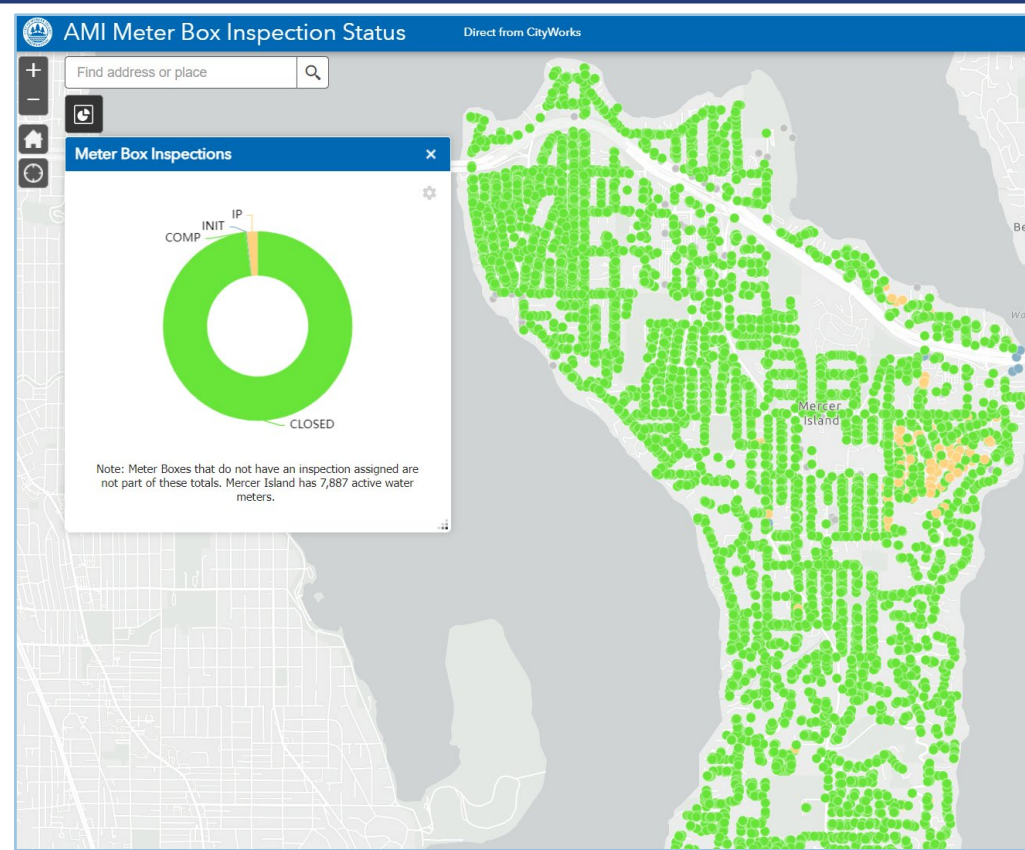 AMI Meter Box Inspection Status
Direct from CityWorks
+
Find address or place
−
Meter Box Inspections
×
IP
INIT
COMP
CLOSED
Note: Meter Boxes that do not have an inspection assigned are
not part of these totals. Mercer Island has 7,887 active water
meters.
Mercer
Island
Be